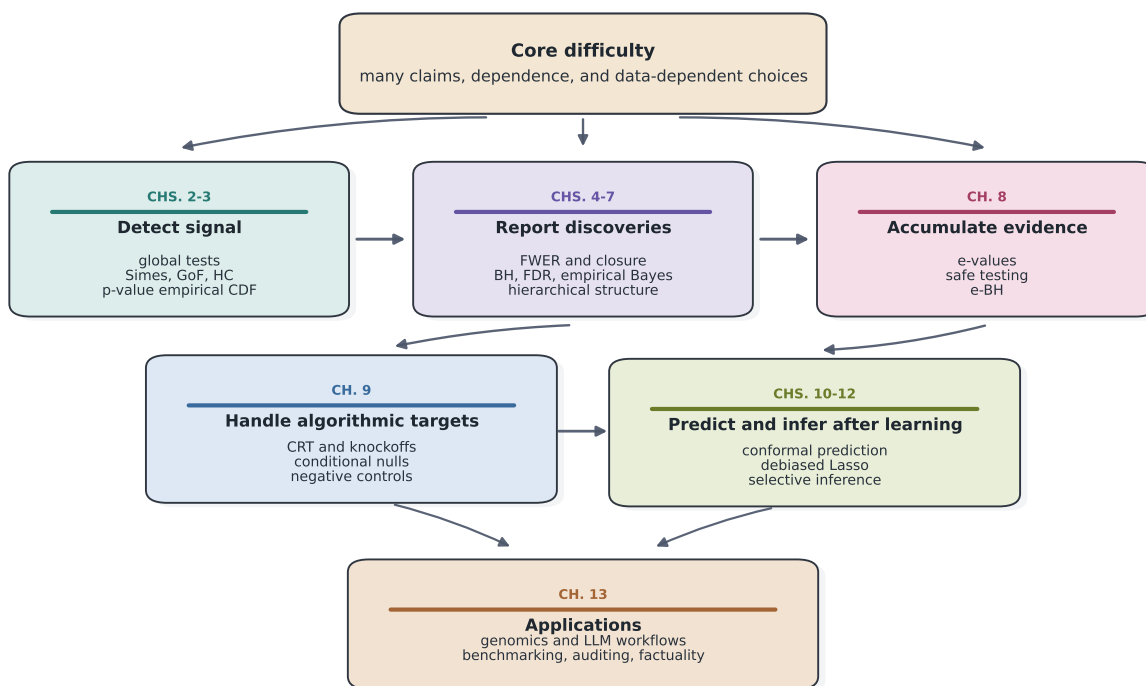 Core difficulty
many claims, dependence, and data-dependent choices
CHS. 2-3
Detect signal
global tests
Simes, GoF, HC
p-value empirical CDF
CHS. 4-7
Report discoveries
FWER and closure
BH, FDR, empirical Bayes
hierarchical structure
CH. 8
Accumulate evidence
e-values
safe testing
e-BH
CH. 9
Handle algorithmic targets
CRT and knockoffs
conditional nulls
negative controls
CHS. 10-12
Predict and infer after learning
conformal prediction
debiased Lasso
selective inference
CH. 13
Applications
genomics and LLM workflows
benchmarking, auditing, factuality